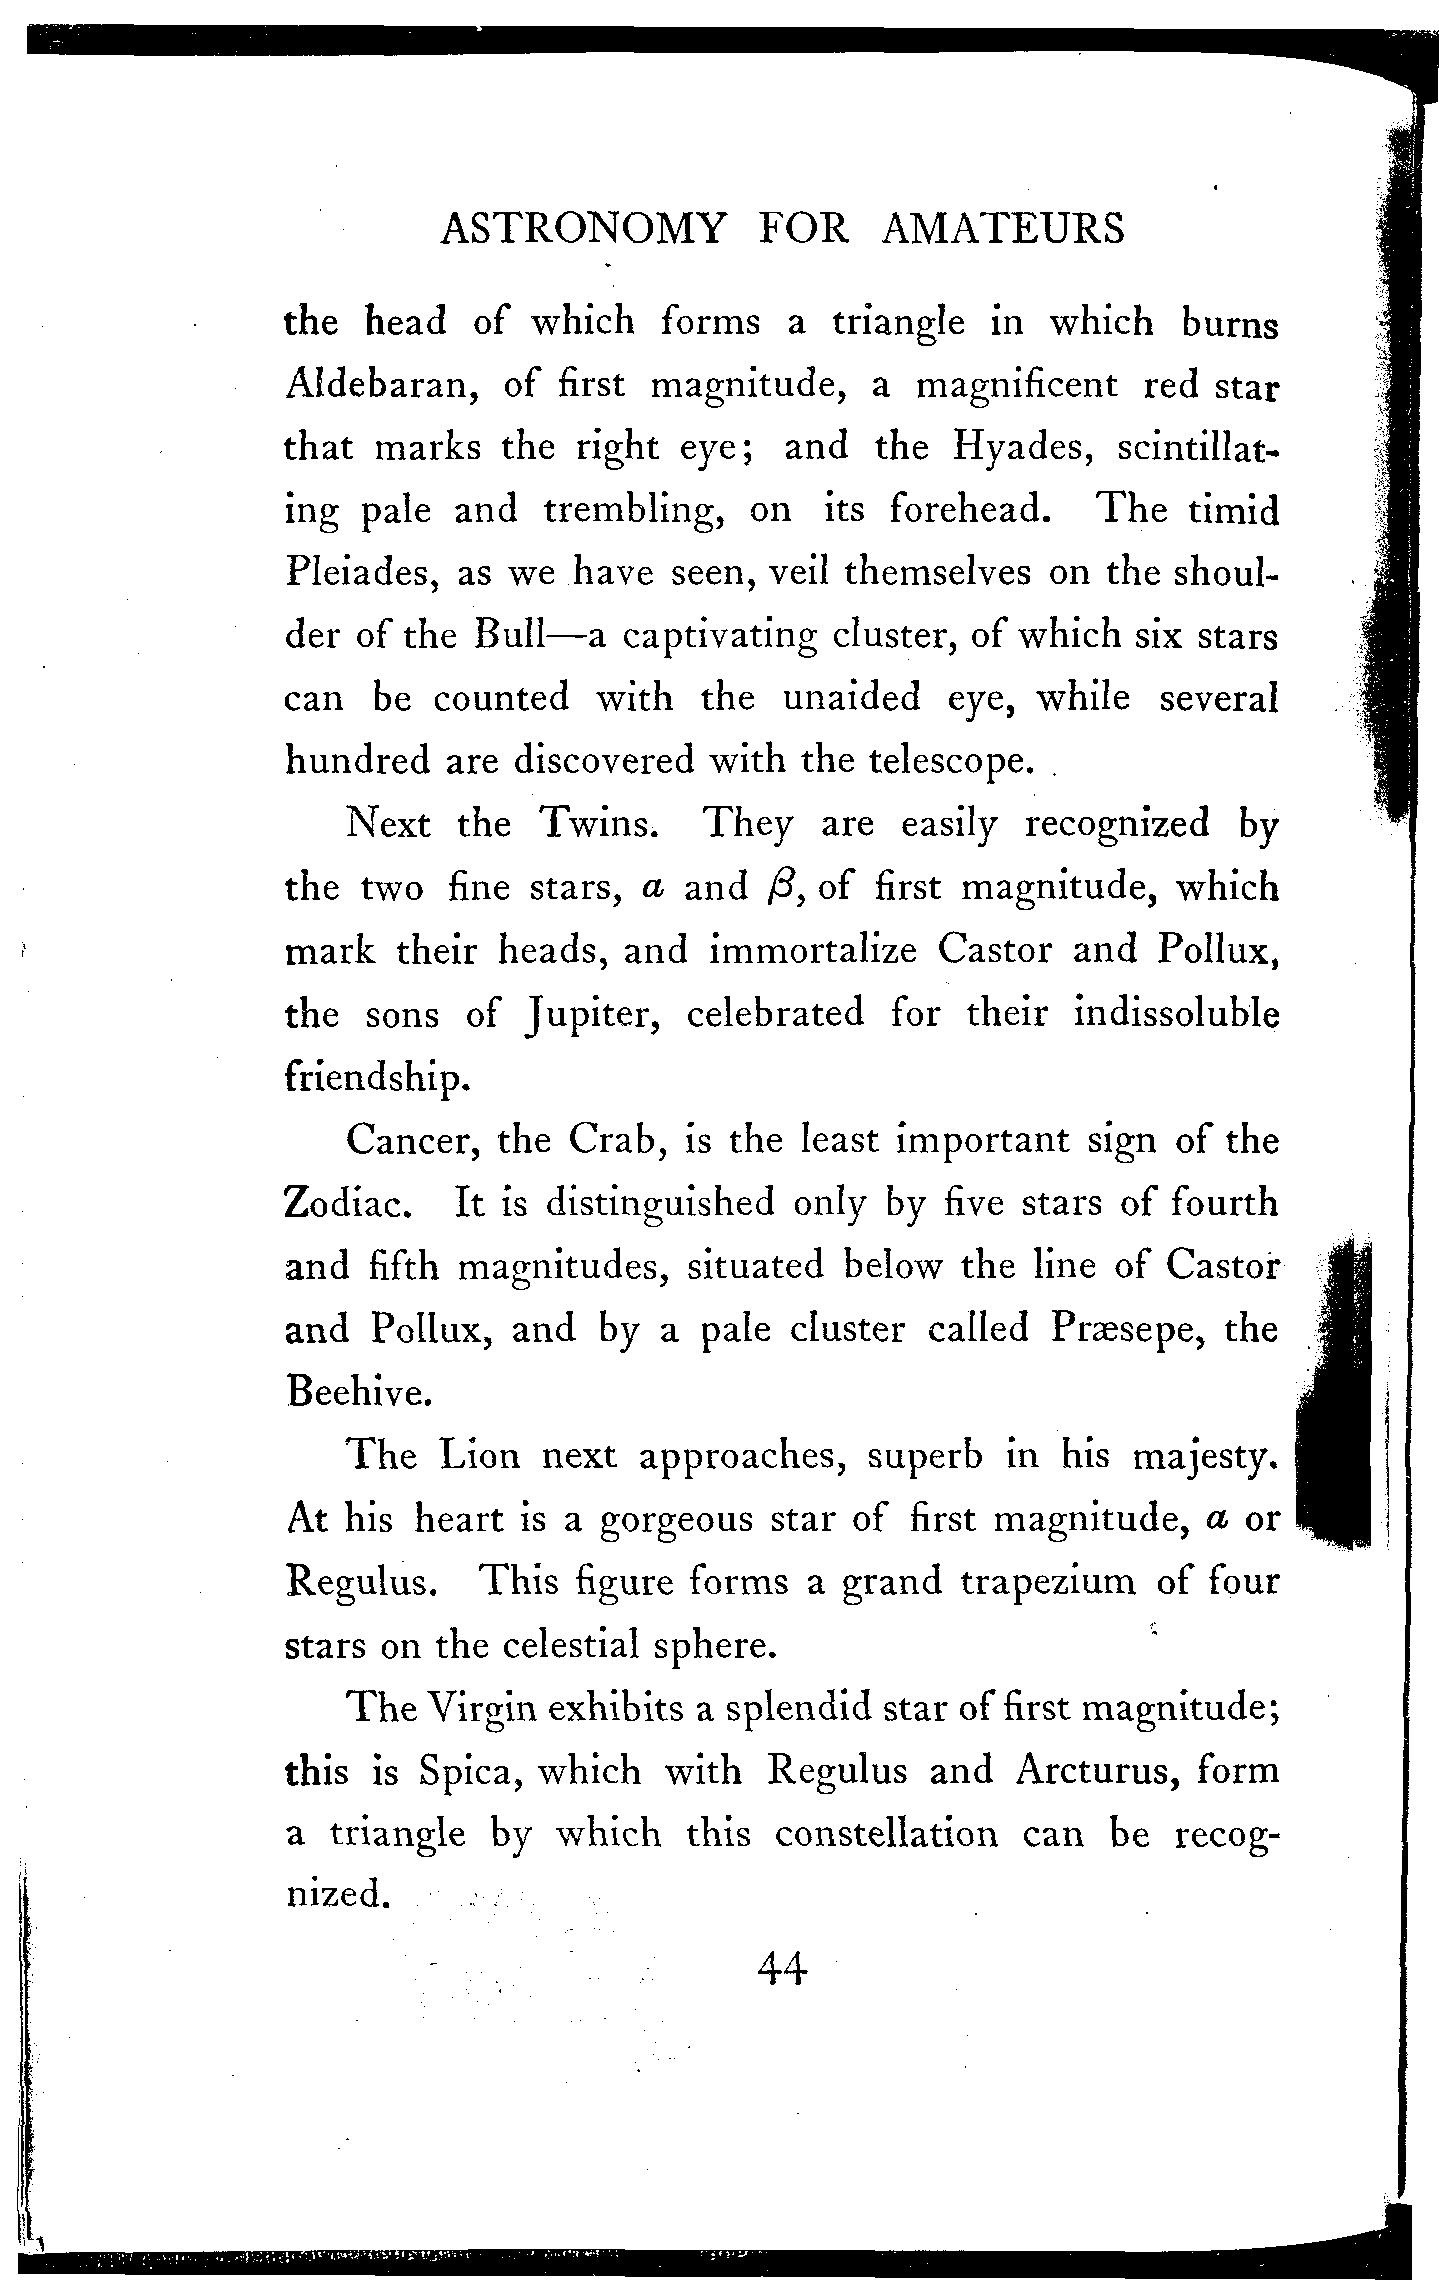 ASTRONOMY FOR AMATEURS
the head of which forms a triangle in which burns
Aldebaran, of first magnitude, a magnificent red star
that marks the right eye; and the Hyades, scintillat-
ing pale and trembling, on its forehead. The timid
Pleiades, as we have seen, veil themselves on the shoul-
der of the Bull—a captivating cluster, of which six stars
can be counted with the unaided eye, while several
hundred are discovered with the telescope.
Next the Twins. They are easily recognized by
the two fine stars, α and β, of first magnitude, which
mark their heads, and immortalize Castor and Pollux,
the sons of Jupiter, celebrated for their indissoluble
friendship.
Cancer, the Crab, is the least important sign of the
Zodiac. It is distinguished only by five stars of fourth
and fifth magnitudes, situated below the line of Castor
and Pollux, and by a pale cluster called Præsepe, the
Beehive.
The Lion next approaches, superb in his majesty.
At his heart is a gorgeous star of first magnitude, α or
Regulus. This figure forms a grand trapezium of four
stars on the celestial sphere.
The Virgin exhibits a splendid star of first magnitude;
this is Spica, which with Regulus and Arcturus, form
a triangle by which this constellation can be recog-
nized.
44